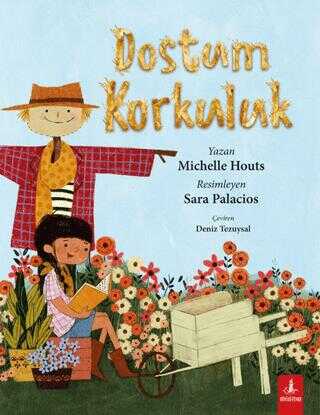 Dostum
Korkuluk
Yazan
Michelle Houts
Resimleyen
Sara Palacios
Çeviren
Deniz Tezuysal